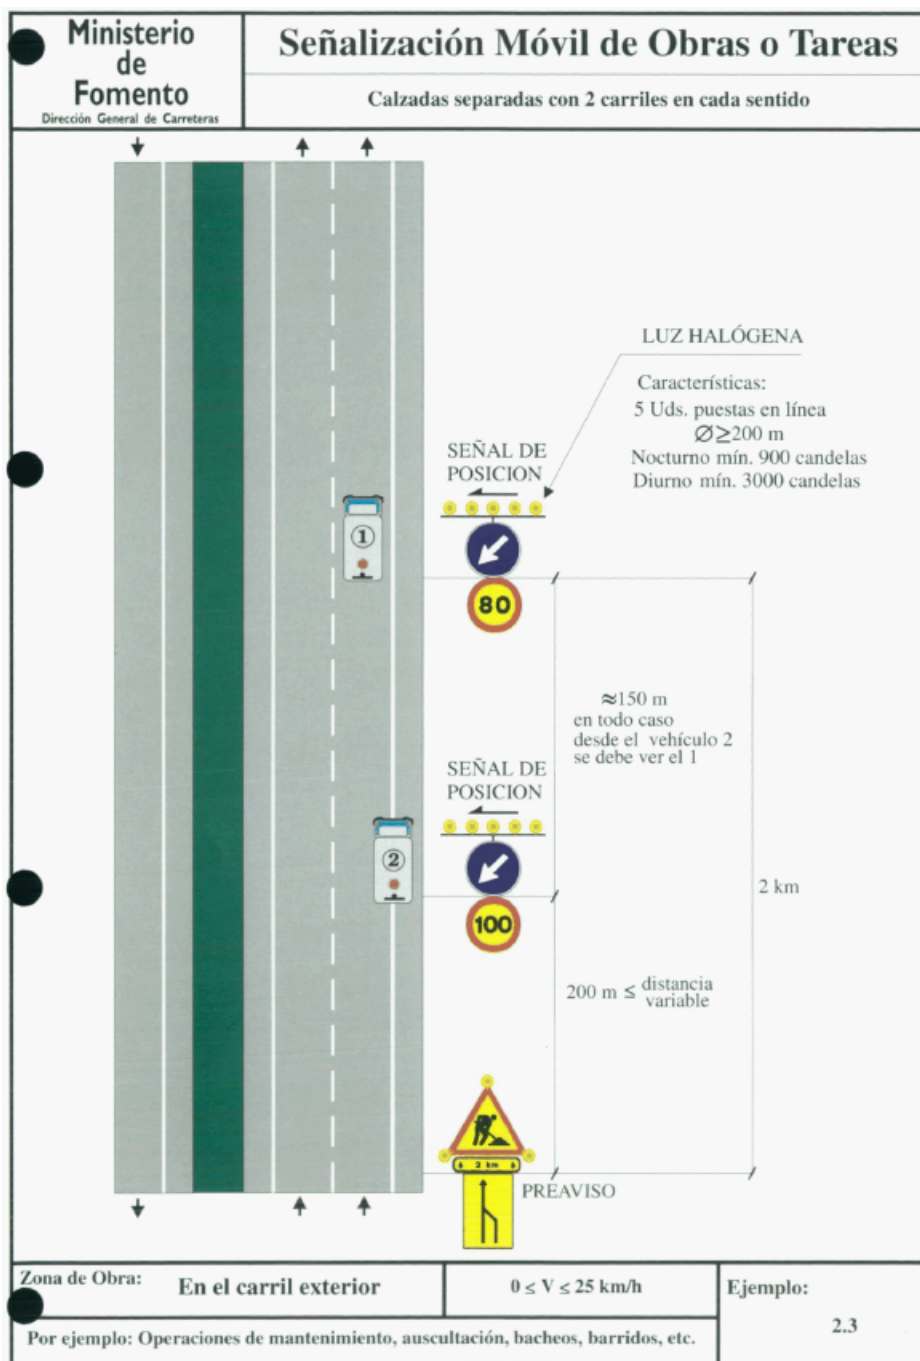 Ministerio
de
Fomento
Dirección General de Carreteras
Señalización Móvil de Obras o Tareas
Calzadas separadas con 2 carriles en cada sentido
LUZ HALÓGENA
Características:
5 Uds. puestas en línea
Ø≥200 m
Nocturno mín. 900 candelas
Diurno mín. 3000 candelas
SEÑAL DE
POSICION
1
80
≈150 m
en todo caso
desde el vehículo 2
se debe ver el 1
SEÑAL DE
POSICION
2
100
2 km
200 m ≤ distancia
variable
2 km
PREAVISO
Zona de Obra:
En el carril exterior
0 ≤ V ≤ 25 km/h
Ejemplo:
2.3
Por ejemplo: Operaciones de mantenimiento, auscultación, bacheos, barridos, etc.